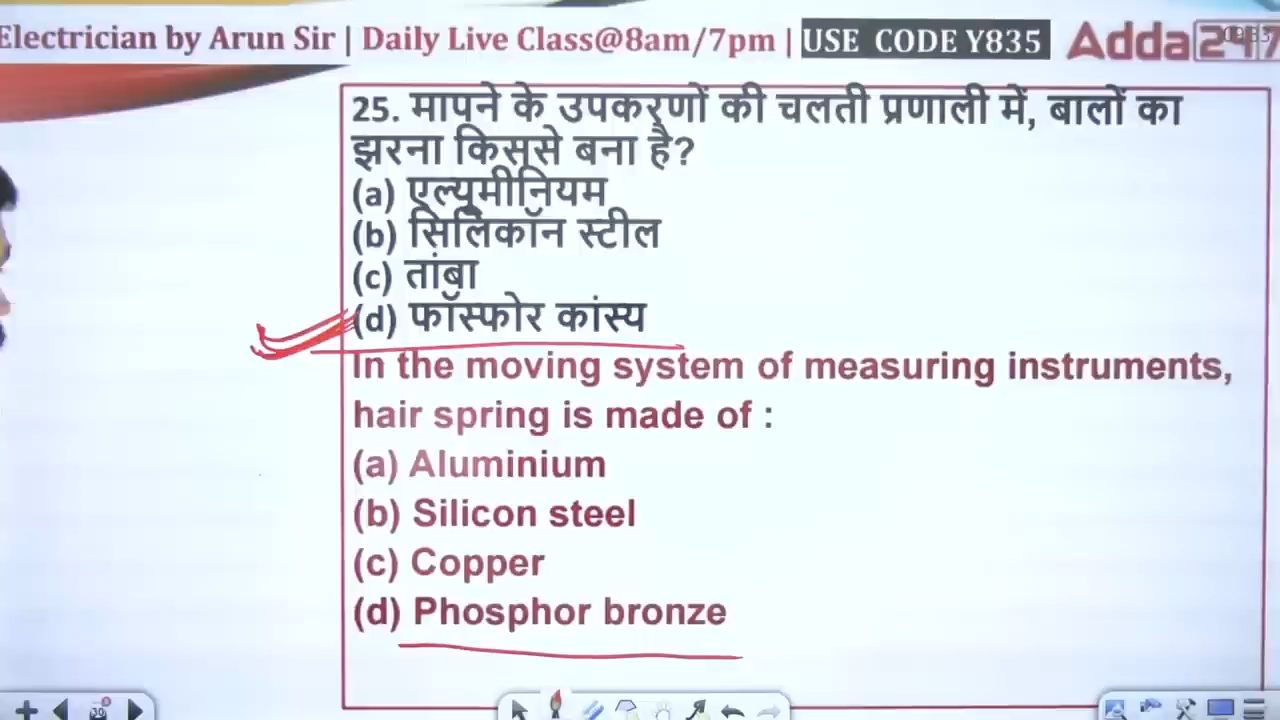 Electrician by Arun Sir | Daily Live Class@8am/7pm | USE CODE Y835 Adda247
25. मापने के उपकरणों की चलती प्रणाली में, बालों का
झरना किससे बना है?
(a) एल्यूमीनियम
(b) सिलिकॉन स्टील
(c) तांबा
(d) फॉस्फोर कांस्य
In the moving system of measuring instruments,
hair spring is made of :
(a) Aluminium
(b) Silicon steel
(c) Copper
(d) Phosphor bronze
30